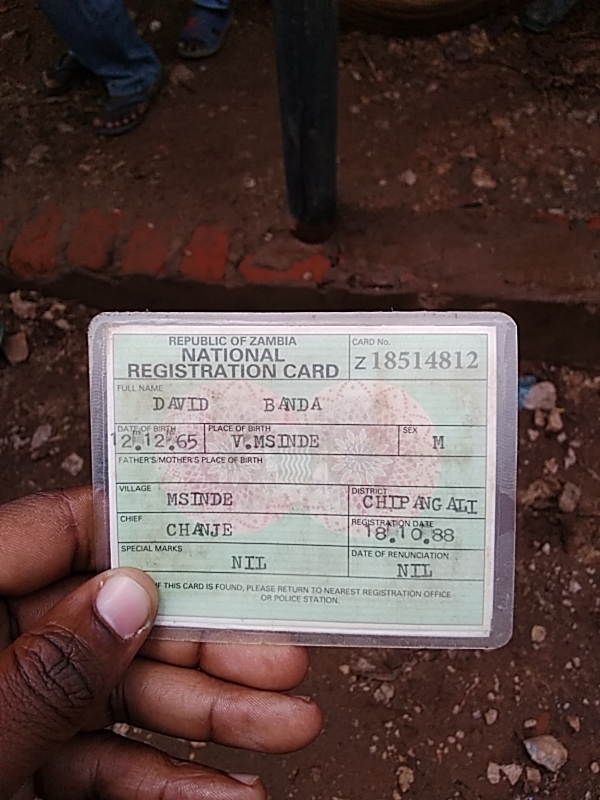 REPUBLIC OF ZAMBIA
NATIONAL
REGISTRATION CARD
CARD No.
Z18514812
FULL NAME
DAVID BANDA
DATE OF BIRTH PLACE OF BIRTH SEX
12.12.65 V.MSINDE M
FATHER'S/MOTHER'S PLACE OF BIRTH
VILLAGE DISTRICT
MSINDE CHIPANGALI
CHIEF REGISTRATION DATE
CHANJE 18.10.88
SPECIAL MARKS DATE OF RENUNCIATION
NIL NIL
IF THIS CARD IS FOUND, PLEASE RETURN TO NEAREST REGISTRATION OFFICE
OR POLICE STATION.